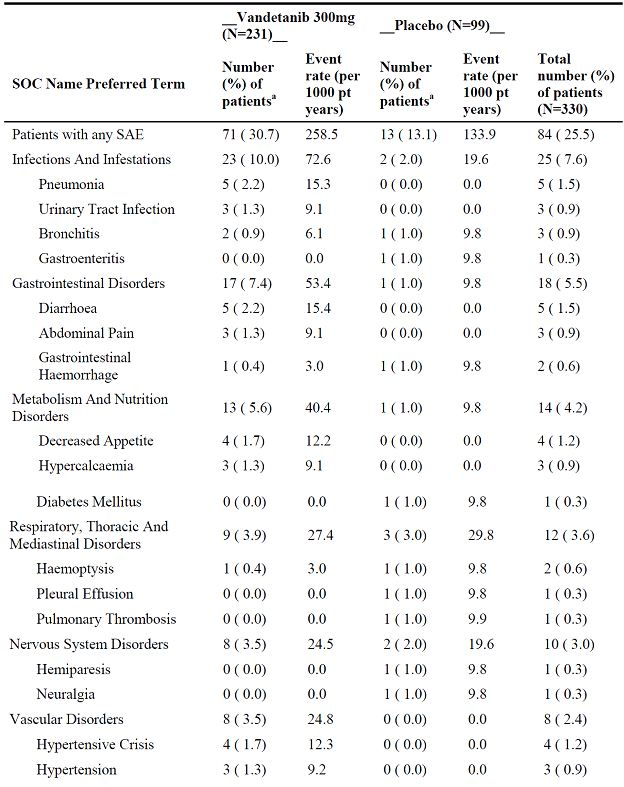 __Vandetanib 300mg (N=231)__ __Placebo (N=99)__
SOC Name Preferred Term Number (%) of patientsᵃ Event rate (per 1000 pt years) Number (%) of patientsᵃ Event rate (per 1000 pt years) Total number (%) of patients (N=330)
Patients with any SAE 71 ( 30.7) 258.5 13 ( 13.1) 133.9 84 ( 25.5)
Infections And Infestations 23 ( 10.0) 72.6 2 ( 2.0) 19.6 25 ( 7.6)
Pneumonia 5 ( 2.2) 15.3 0 ( 0.0) 0.0 5 ( 1.5)
Urinary Tract Infection 3 ( 1.3) 9.1 0 ( 0.0) 0.0 3 ( 0.9)
Bronchitis 2 ( 0.9) 6.1 1 ( 1.0) 9.8 3 ( 0.9)
Gastroenteritis 0 ( 0.0) 0.0 1 ( 1.0) 9.8 1 ( 0.3)
Gastrointestinal Disorders 17 ( 7.4) 53.4 1 ( 1.0) 9.8 18 ( 5.5)
Diarrhoea 5 ( 2.2) 15.4 0 ( 0.0) 0.0 5 ( 1.5)
Abdominal Pain 3 ( 1.3) 9.1 0 ( 0.0) 0.0 3 ( 0.9)
Gastrointestinal Haemorrhage 1 ( 0.4) 3.0 1 ( 1.0) 9.8 2 ( 0.6)
Metabolism And Nutrition Disorders 13 ( 5.6) 40.4 1 ( 1.0) 9.8 14 ( 4.2)
Decreased Appetite 4 ( 1.7) 12.2 0 ( 0.0) 0.0 4 ( 1.2)
Hypercalcaemia 3 ( 1.3) 9.1 0 ( 0.0) 0.0 3 ( 0.9)
Diabetes Mellitus 0 ( 0.0) 0.0 1 ( 1.0) 9.8 1 ( 0.3)
Respiratory, Thoracic And Mediastinal Disorders 9 ( 3.9) 27.4 3 ( 3.0) 29.8 12 ( 3.6)
Haemoptysis 1 ( 0.4) 3.0 1 ( 1.0) 9.8 2 ( 0.6)
Pleural Effusion 0 ( 0.0) 0.0 1 ( 1.0) 9.8 1 ( 0.3)
Pulmonary Thrombosis 0 ( 0.0) 0.0 1 ( 1.0) 9.9 1 ( 0.3)
Nervous System Disorders 8 ( 3.5) 24.5 2 ( 2.0) 19.6 10 ( 3.0)
Hemiparesis 0 ( 0.0) 0.0 1 ( 1.0) 9.8 1 ( 0.3)
Neuralgia 0 ( 0.0) 0.0 1 ( 1.0) 9.8 1 ( 0.3)
Vascular Disorders 8 ( 3.5) 24.8 0 ( 0.0) 0.0 8 ( 2.4)
Hypertensive Crisis 4 ( 1.7) 12.3 0 ( 0.0) 0.0 4 ( 1.2)
Hypertension 3 ( 1.3) 9.2 0 ( 0.0) 0.0 3 ( 0.9)